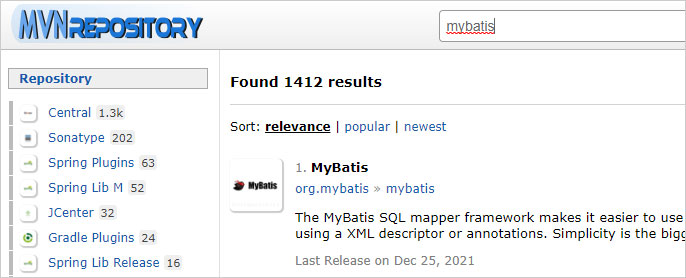 MVNREPOSITORY
mybatis
Repository
Central 1.3k
Sonatype 202
Spring Plugins 63
Spring Lib M 52
JCenter 32
Gradle Plugins 24
Spring Lib Release 16
Found 1412 results
Sort: relevance | popular | newest
MyBatis
1. MyBatis
org.mybatis » mybatis
The MyBatis SQL mapper framework makes it easier to use
using a XML descriptor or annotations. Simplicity is the bigg
Last Release on Dec 25, 2021